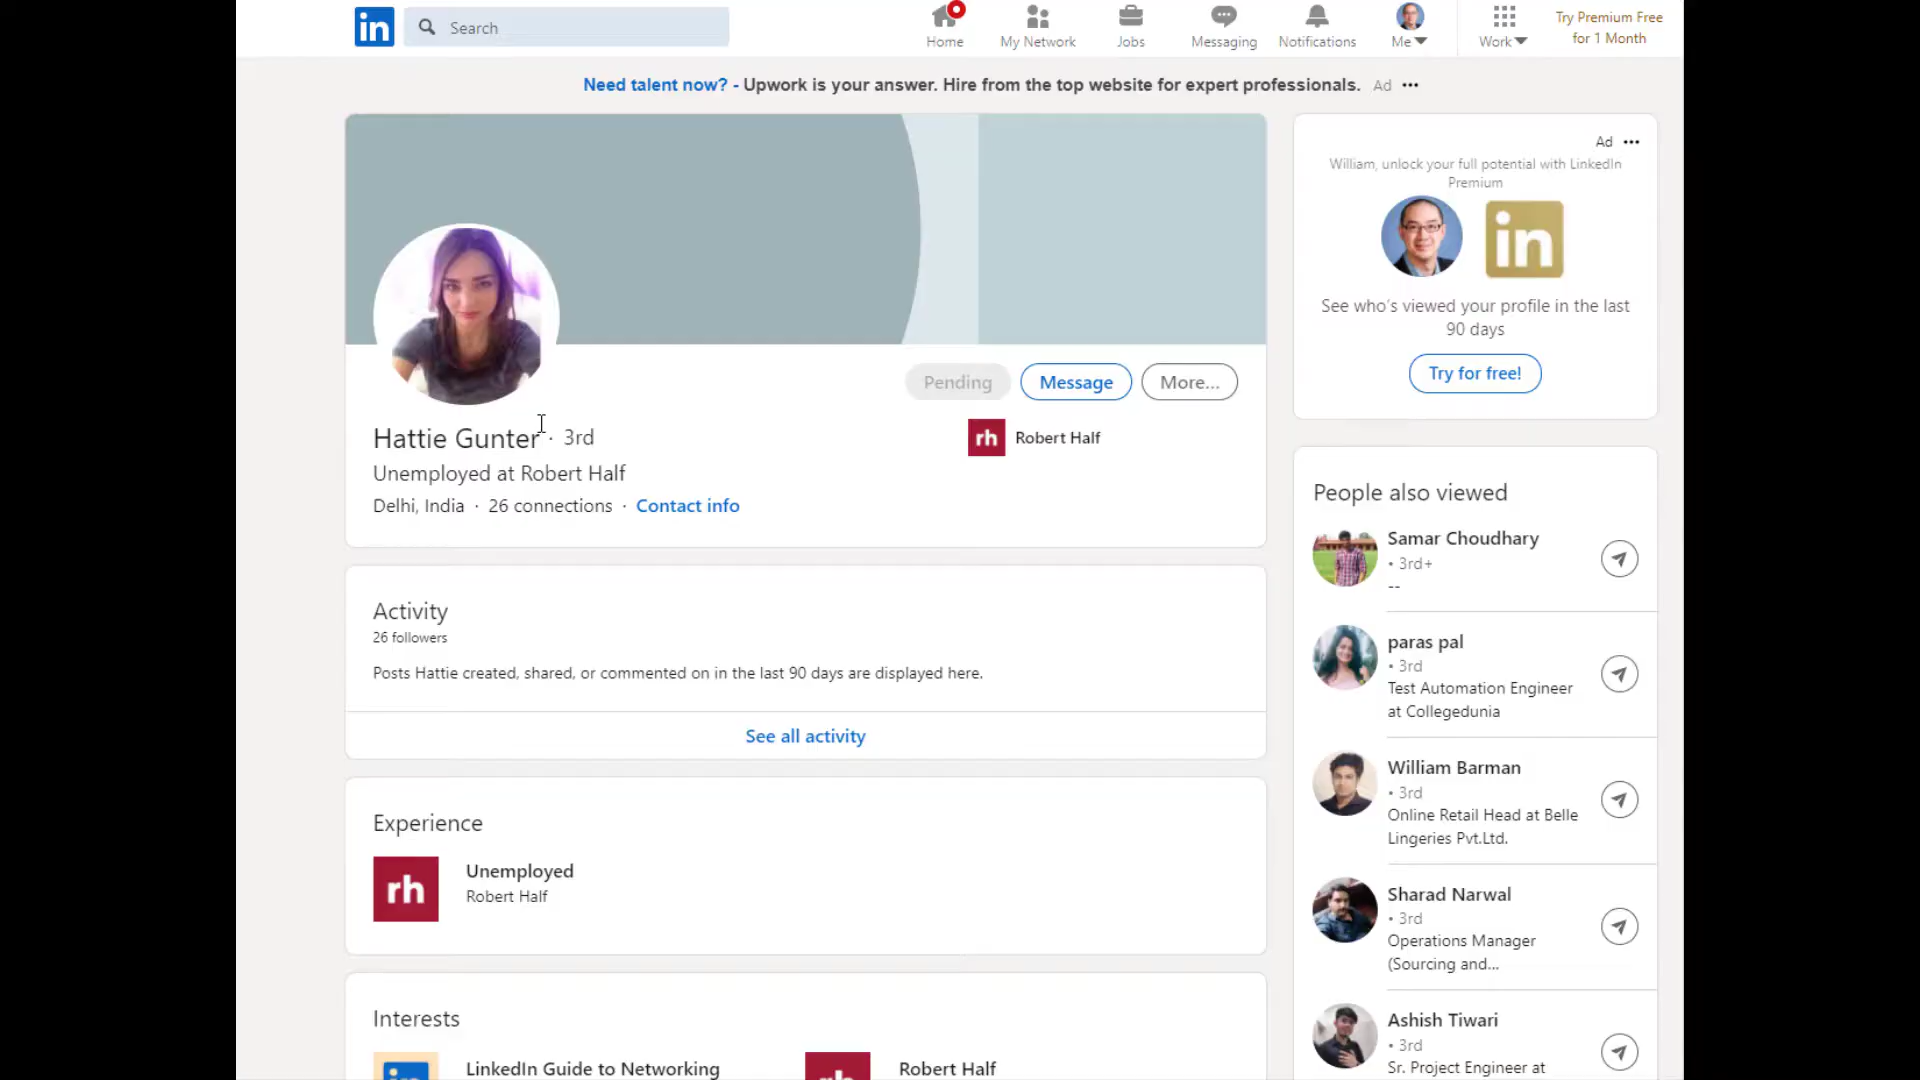 in
Search
Home
My Network
Jobs
Messaging
Notifications
Me
Work
Try Premium Free
for 1 Month
Need talent now? - Upwork is your answer. Hire from the top website for expert professionals. Ad •••
Pending
Message
More...
Hattie Gunter · 3rd
rh Robert Half
Unemployed at Robert Half
Delhi, India · 26 connections · Contact info
Activity
26 followers
Posts Hattie created, shared, or commented on in the last 90 days are displayed here.
See all activity
Experience
rh
Unemployed
Robert Half
Interests
in
LinkedIn Guide to Networking
rh
Robert Half
Ad •••
William, unlock your full potential with LinkedIn
Premium
in
See who's viewed your profile in the last
90 days
Try for free!
People also viewed
Samar Choudhary
• 3rd+
--
paras pal
• 3rd
Test Automation Engineer
at Collegedunia
William Barman
• 3rd
Online Retail Head at Belle
Lingeries Pvt.Ltd.
Sharad Narwal
• 3rd
Operations Manager
(Sourcing and...
Ashish Tiwari
• 3rd
Sr. Project Engineer at